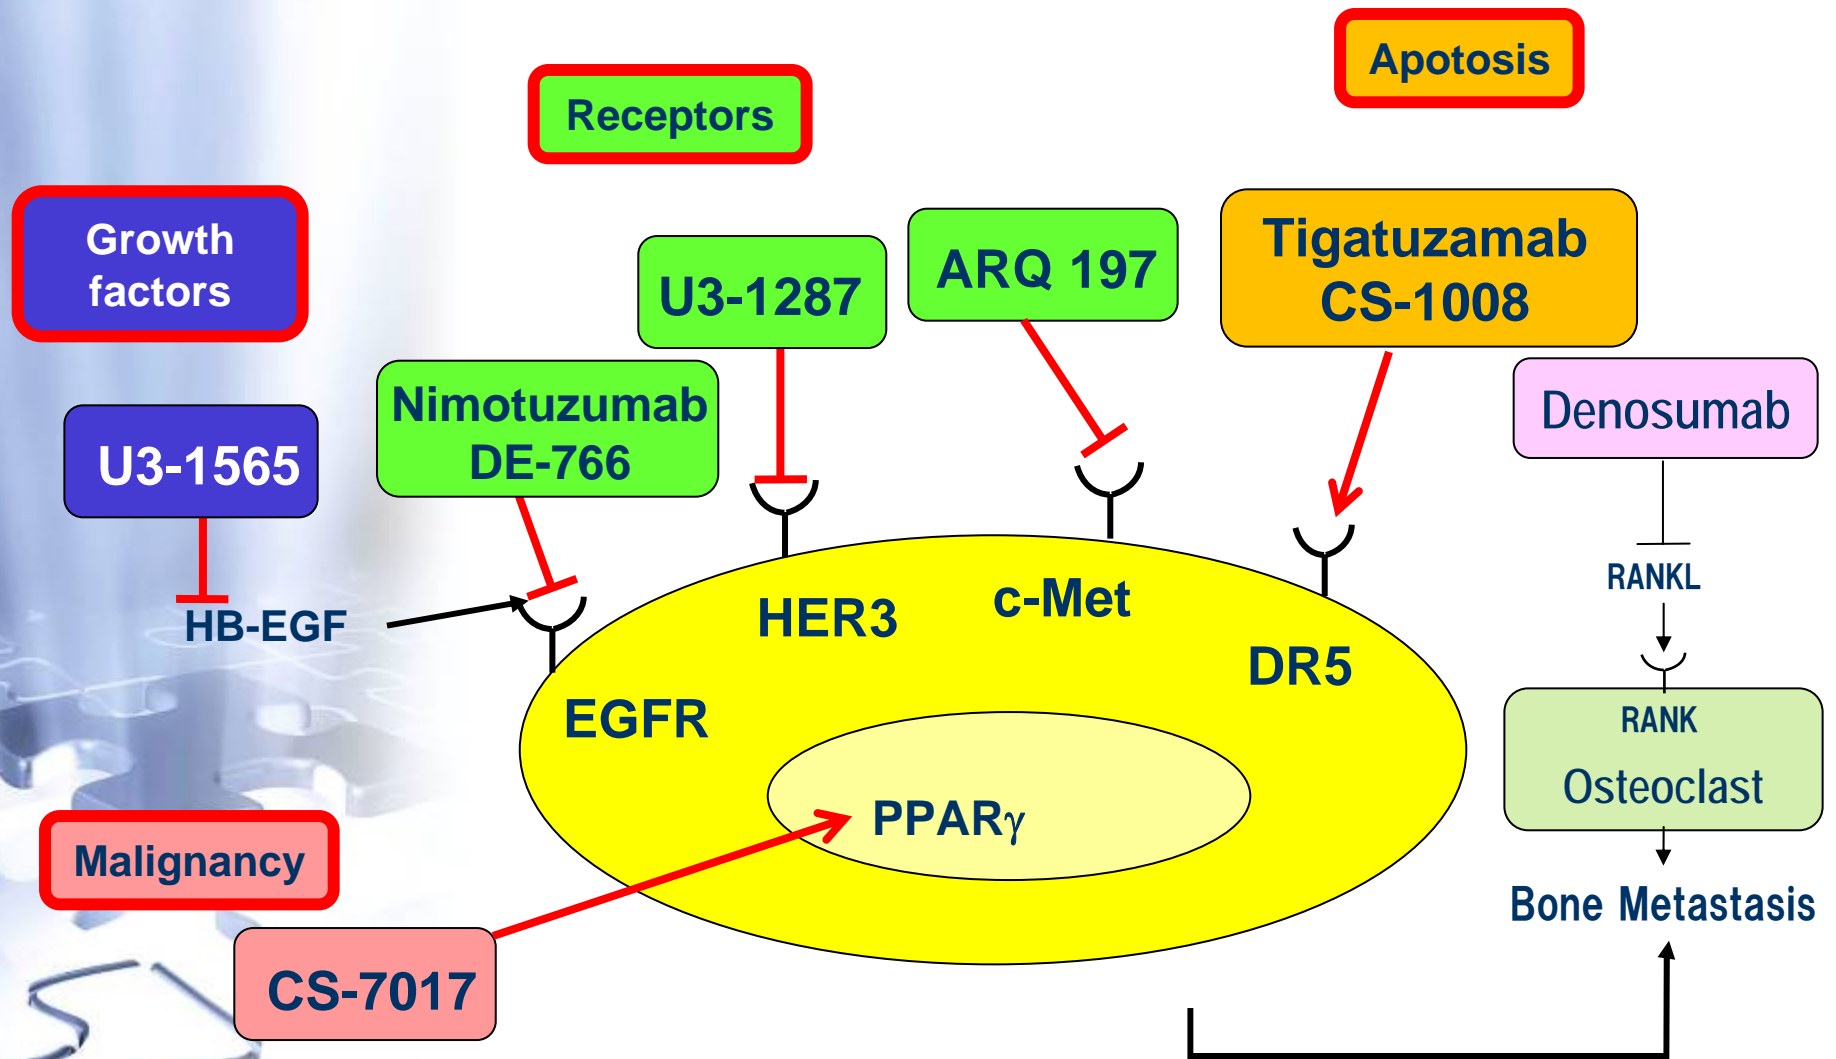 Apotosis
Receptors
Growth
factors
Tigatuzamab
CS-1008
ARQ 197
U3-1287
Nimotuzumab
DE-766
Denosumab
U3-1565
RANKL
HB-EGF
HER3
c-Met
DR5
EGFR
RANK
Osteoclast
PPARγ
Malignancy
Bone Metastasis
CS-7017